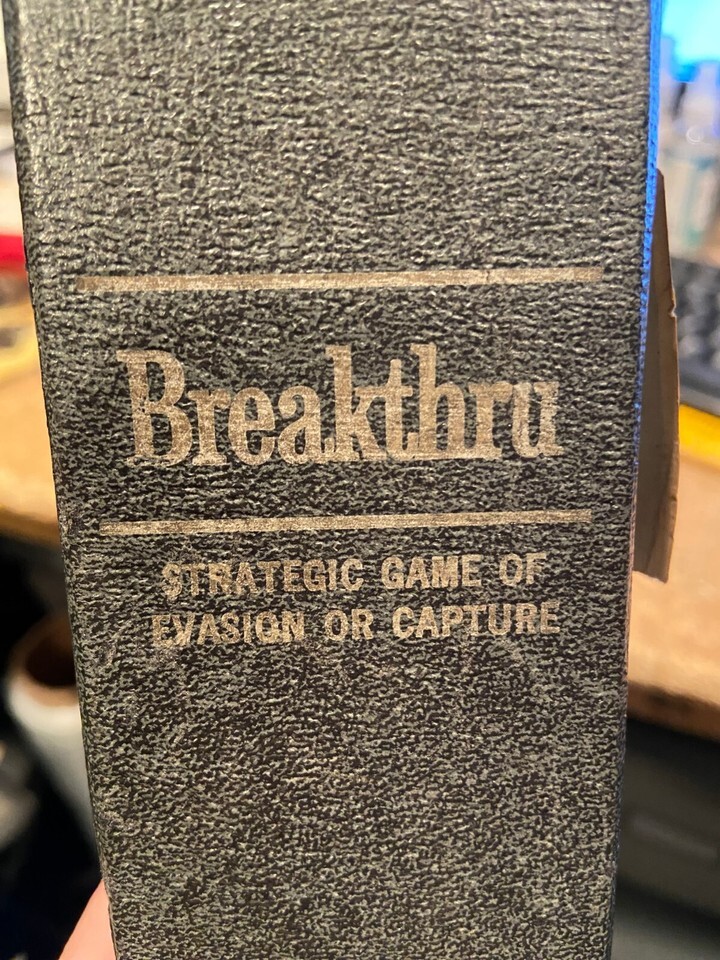 Breakthru
STRATEGIC GAME OF
EVASION OR CAPTURE